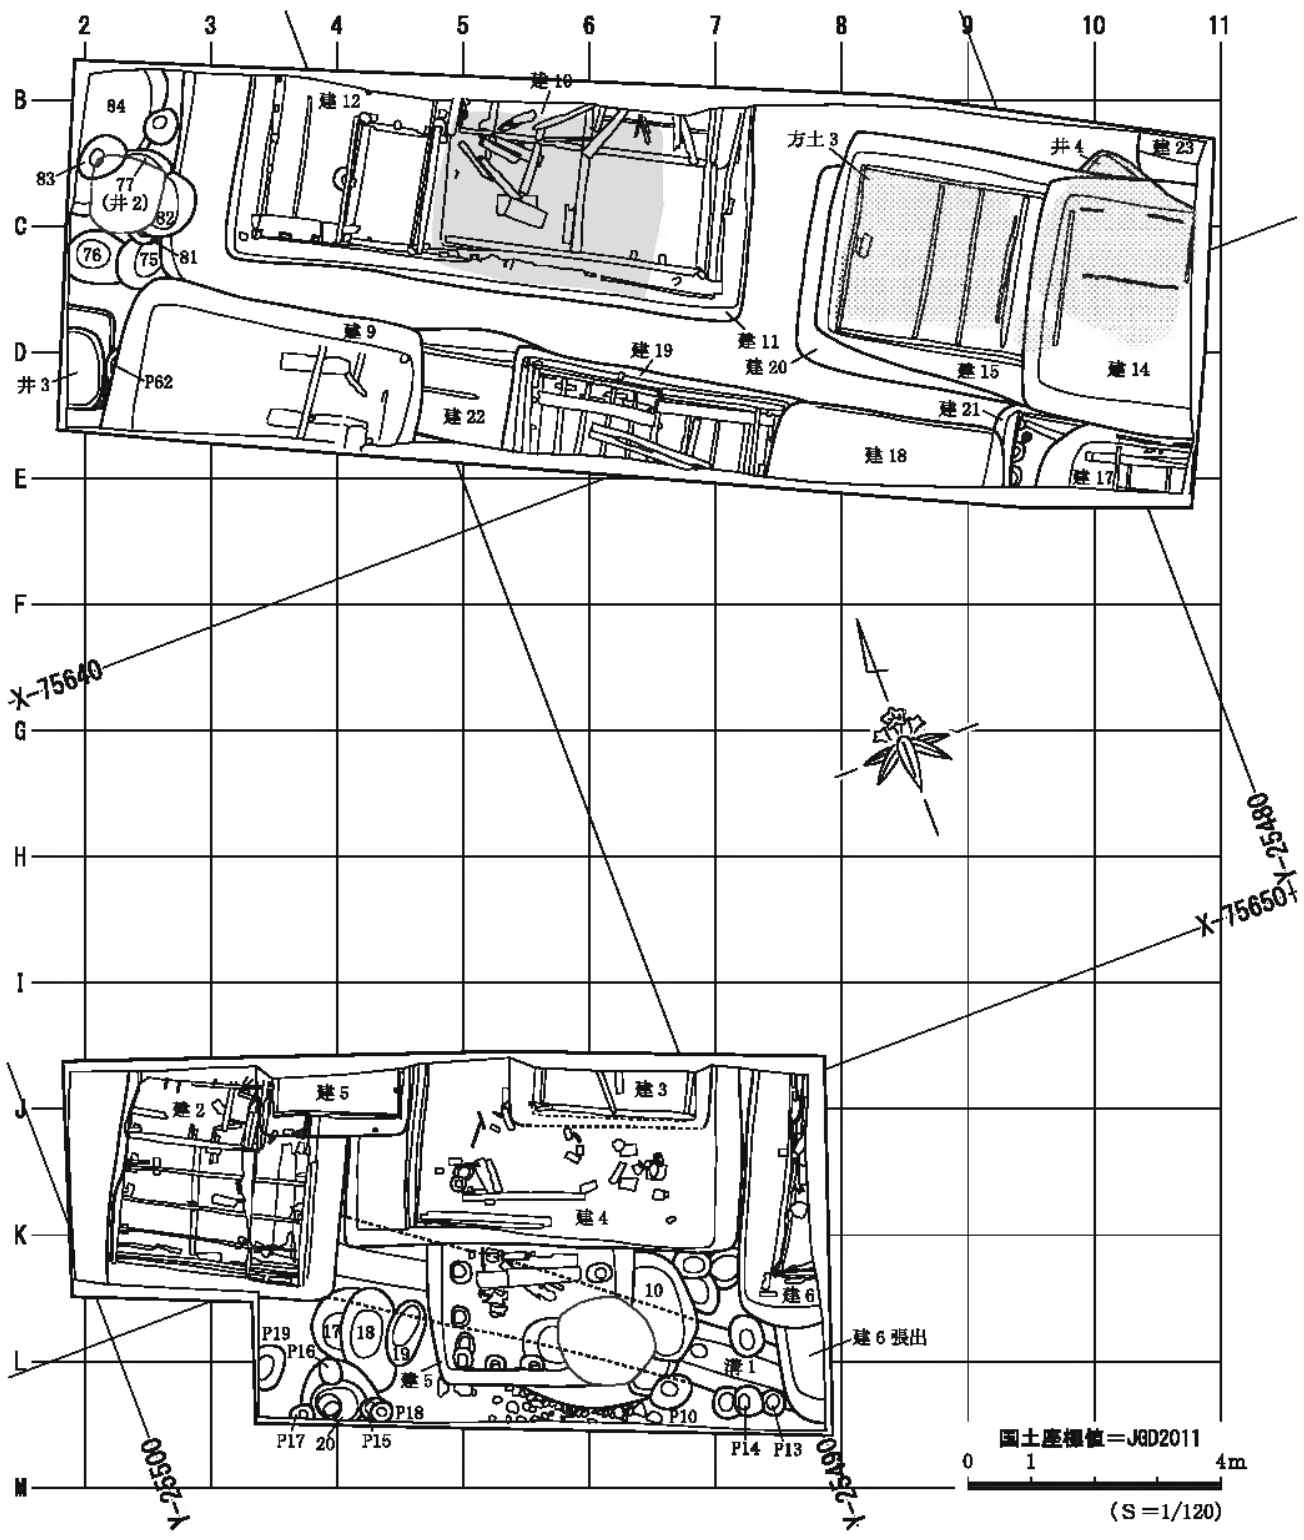 2 3 4 5 6 7 8 9 10 11
B
84
建 12
建 10
方土 3
井 4
建 23
83
77
(井 2)
82
C
76
75
81
建 9
建 11
D
建 19
建 20
建 15
建 14
井 3
P62
建 22
建 21
建 18
建 17
E
F
X-75640
G
Y-25480
H
X-75650
I
建 5
建 3
J
建 2
建 4
K
10
建 6
17
18
19
P19
P16
建 6 張出
L
溝 1
建 5
P18
P10
P17
20
P15
P14
P13
国土座標値＝JGD2011
0 1 4m
M
Y-25500
Y-25490
(S＝1/120)